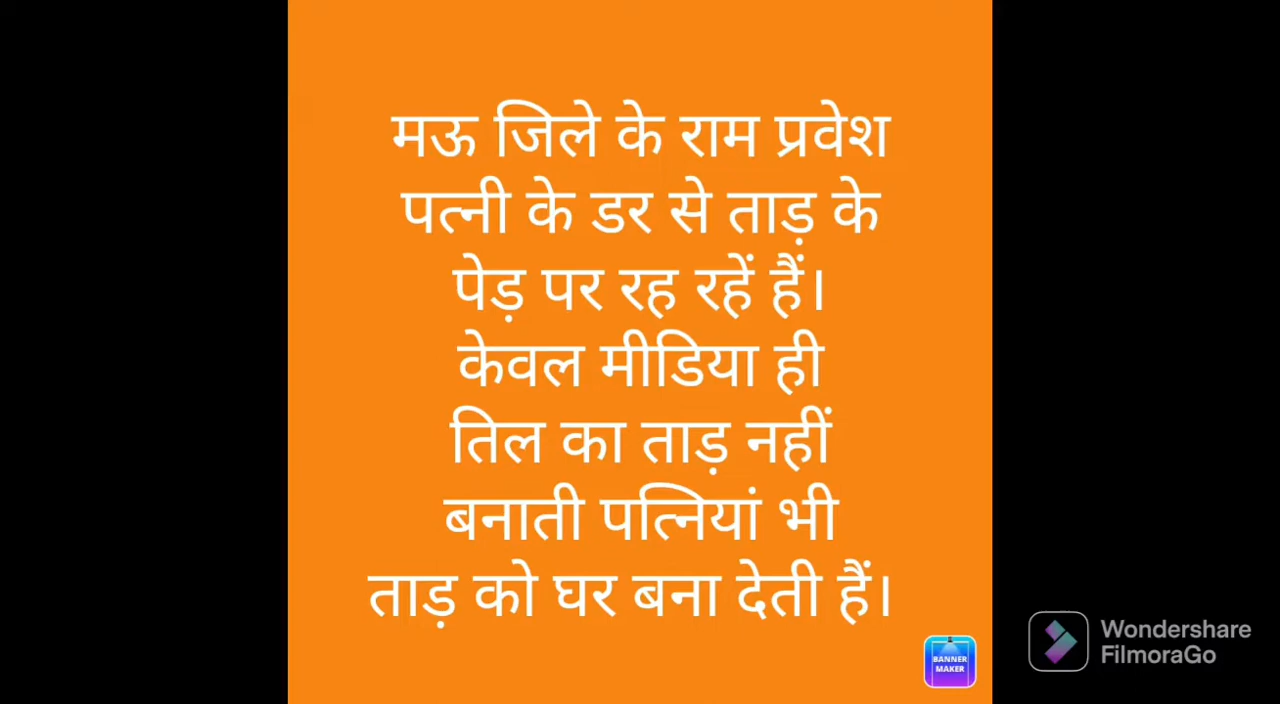 मऊ जिले के राम प्रवेश
पत्नी के डर से ताड़ के
पेड़ पर रह रहें हैं।
केवल मीडिया ही
तिल का ताड़ नहीं
बनाती पत्नियां भी
ताड़ को घर बना देती हैं।
BANNER
MAKER
Wondershare
FilmoraGo